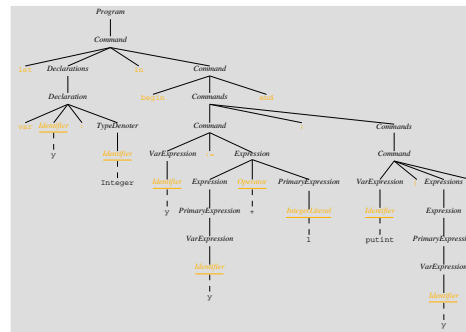 Program
Command
let Declarations in Command
Declaration begin Commands end
var Identifier : TypeDenoter Command ; Commands
y Identifier VarExpression := Expression Command
Integer Identifier Expression Operator PrimaryExpression VarExpression Expressions
y PrimaryExpression + IntegerLiteral Identifier Expression
VarExpression 1 putint PrimaryExpression
Identifier VarExpression
y Identifier
y